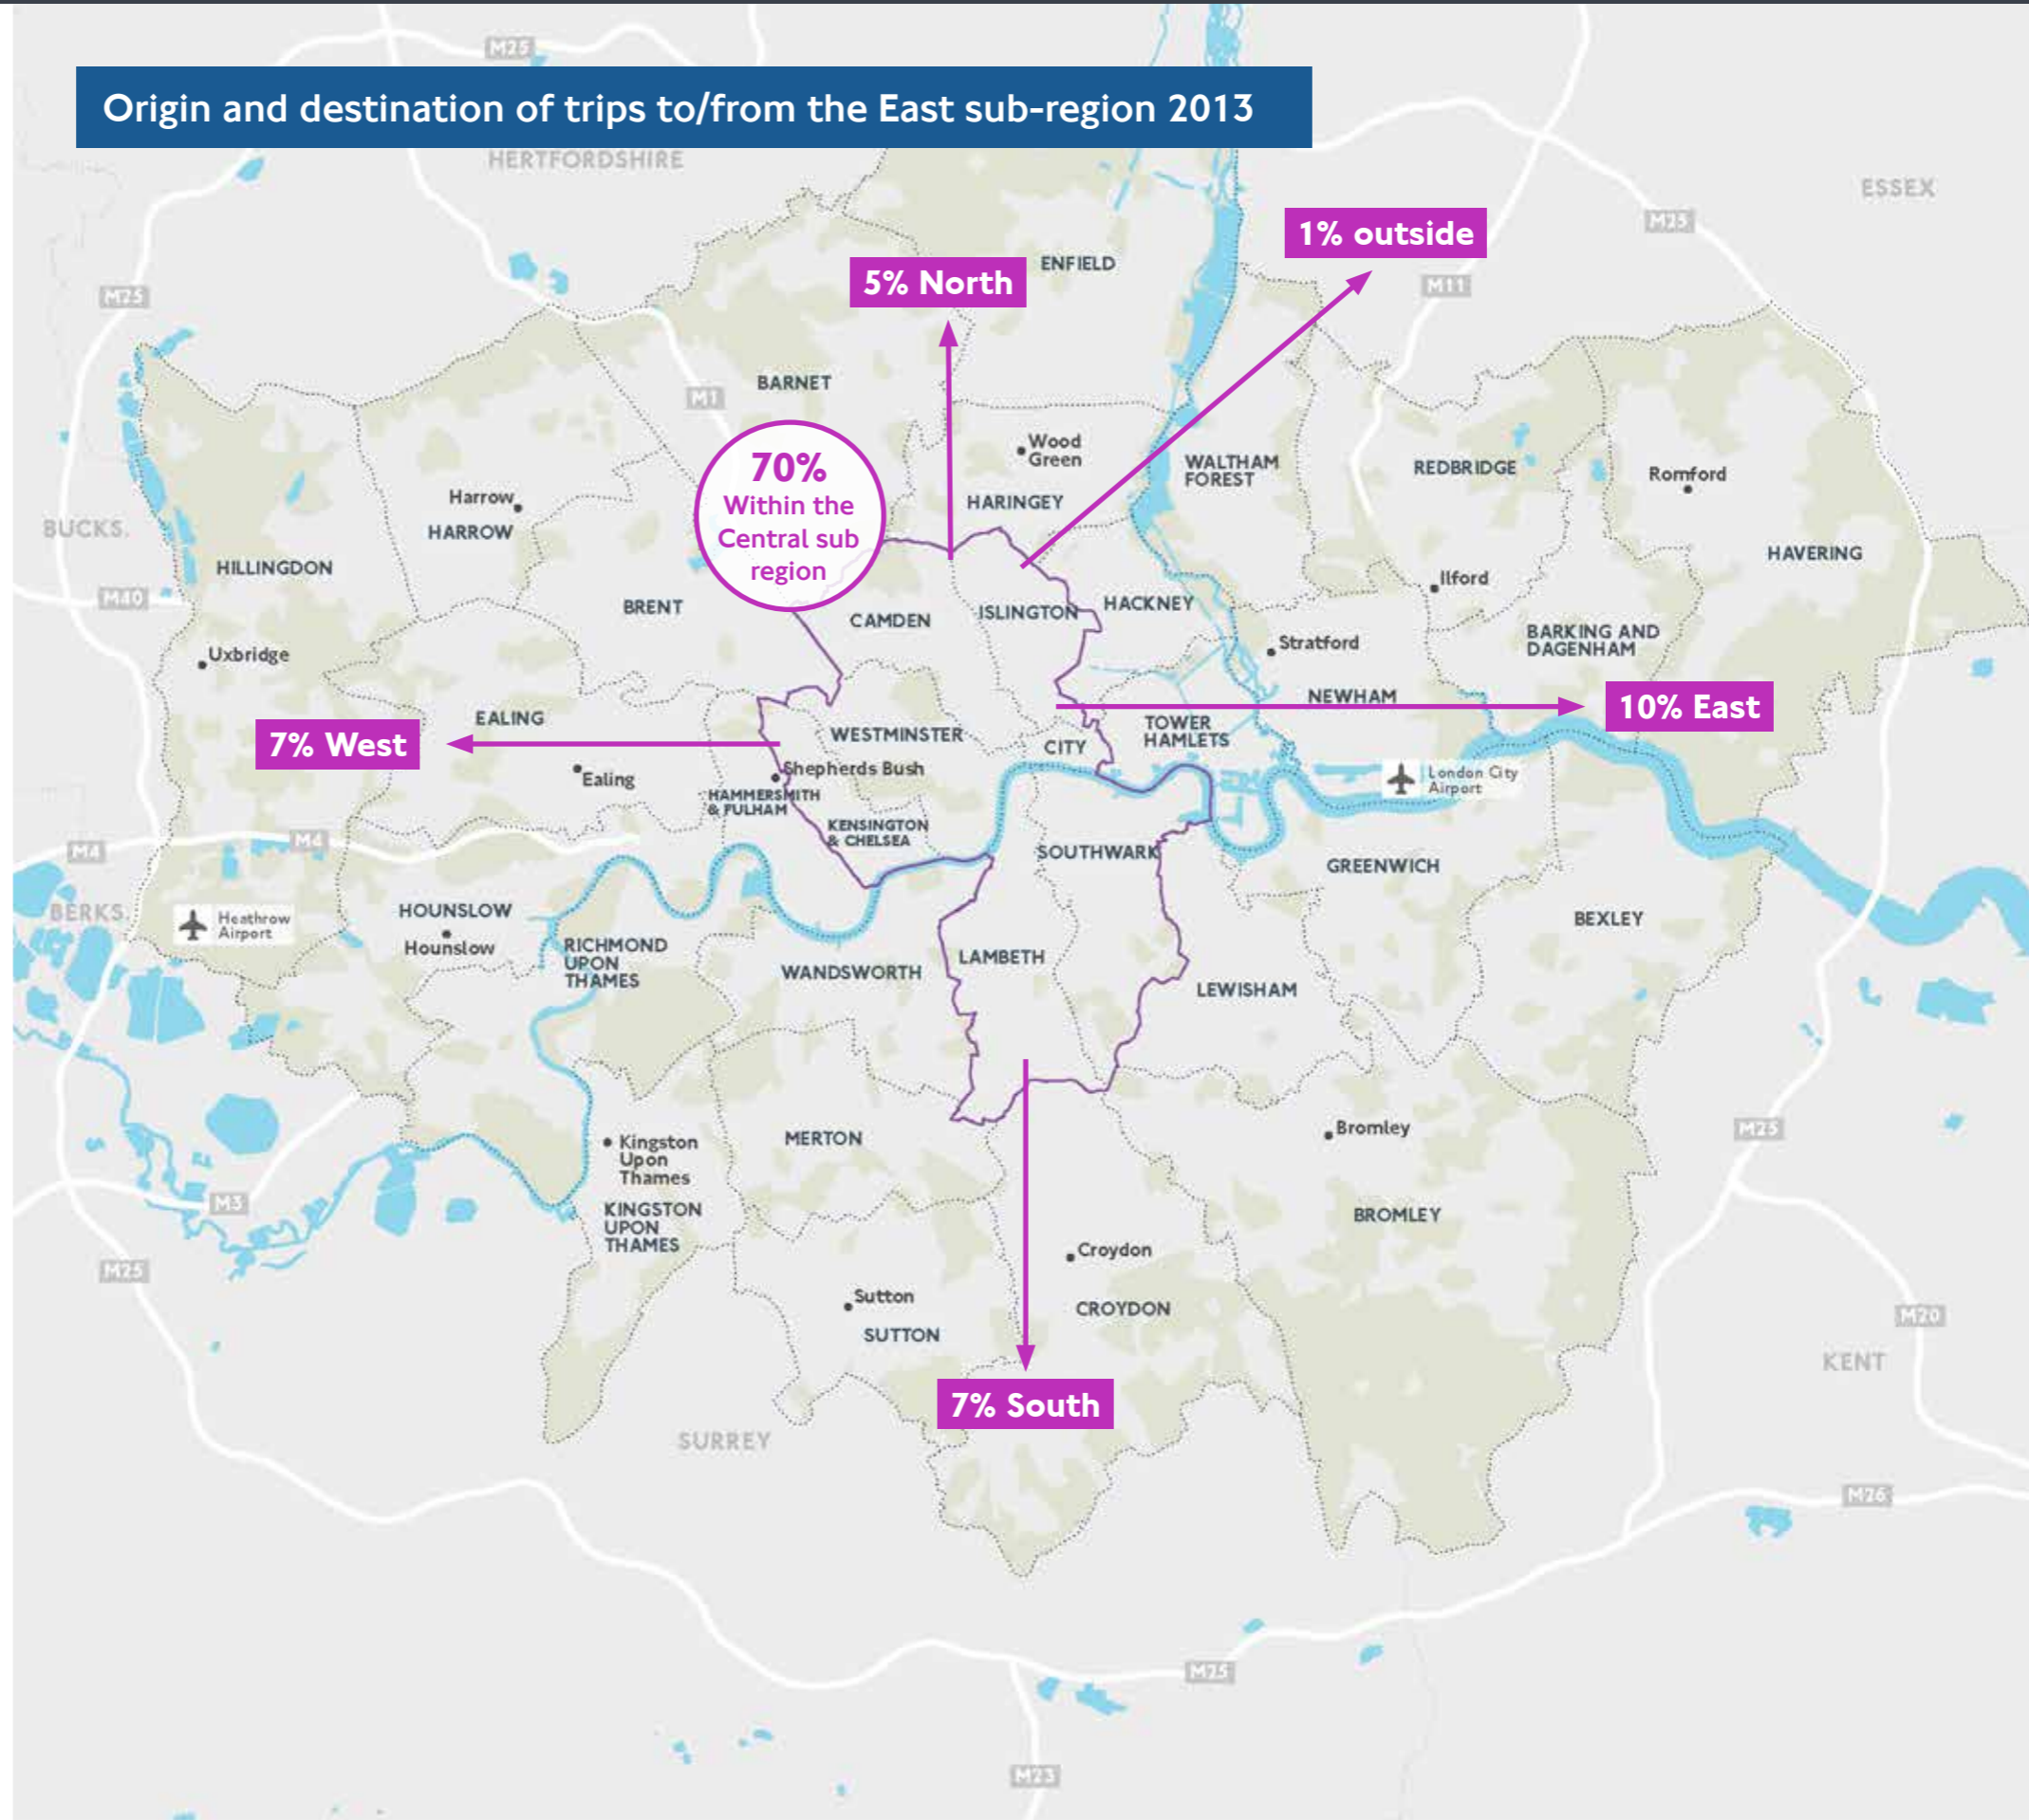 M25
Origin and destination of trips to/from the East sub-region 2013
HERTFORDSHIRE
ESSEX
M25
1% outside
ENFIELD
5% North
M11
M25
BARNET
M1
Wood
Green
WALTHAM
FOREST
REDBRIDGE
Romford
70%
Within the
Central sub
region
Harrow
HARINGEY
BUCKS.
HARROW
HAVERING
HILLINGDON
Ilford
M40
BRENT
CAMDEN
ISLINGTON
HACKNEY
BARKING AND
DAGENHAM
Stratford
Uxbridge
NEWHAM
10% East
EALING
7% West
WESTMINSTER
TOWER
HAMLETS
CITY
Shepherds Bush
Ealing
London City
Airport
HAMMERSMITH
& FULHAM
KENSINGTON
& CHELSEA
M4
M4
SOUTHWARK
GREENWICH
BERKS.
Heathrow
Airport
HOUNSLOW
Hounslow
BEXLEY
RICHMOND
UPON
THAMES
LAMBETH
WANDSWORTH
LEWISHAM
Kingston
Upon
Thames
MERTON
Bromley
M25
M3
KINGSTON
UPON
THAMES
BROMLEY
Croydon
M25
Sutton
CROYDON
M20
SUTTON
KENT
7% South
SURREY
M26
M25
M23